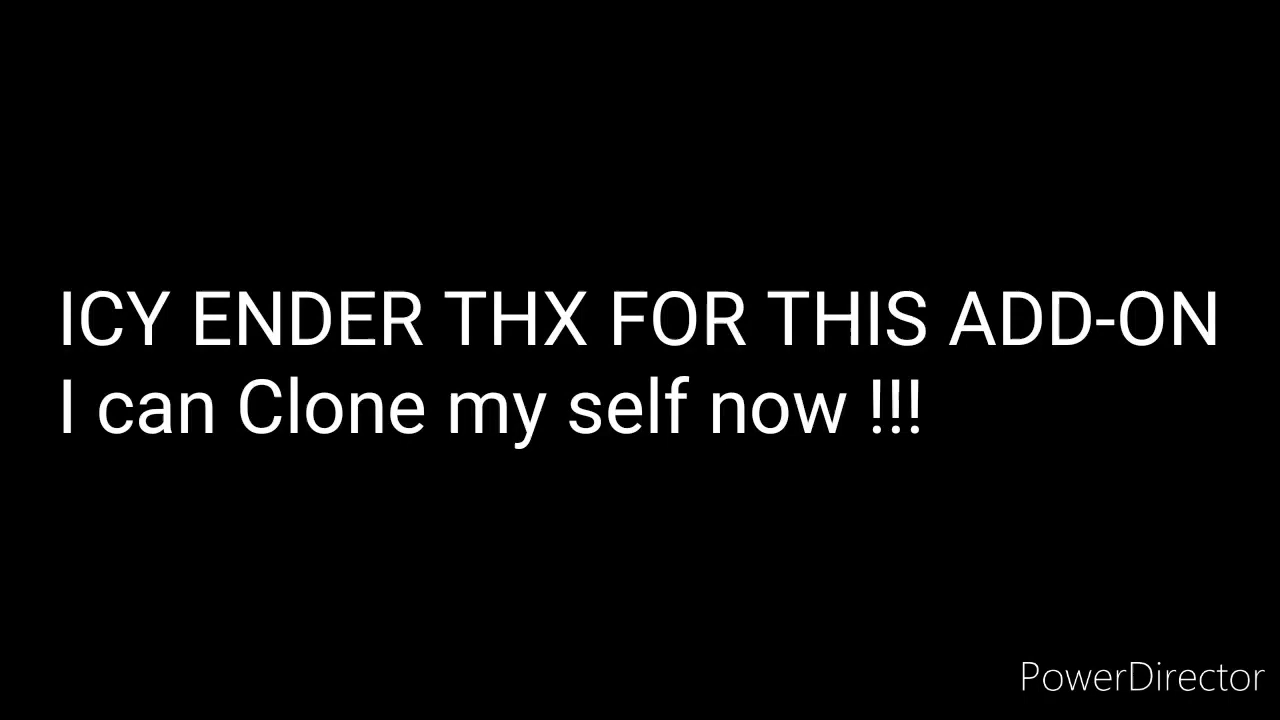 ICY ENDER THX FOR THIS ADD-ON
I can Clone my self now !!!
PowerDirector